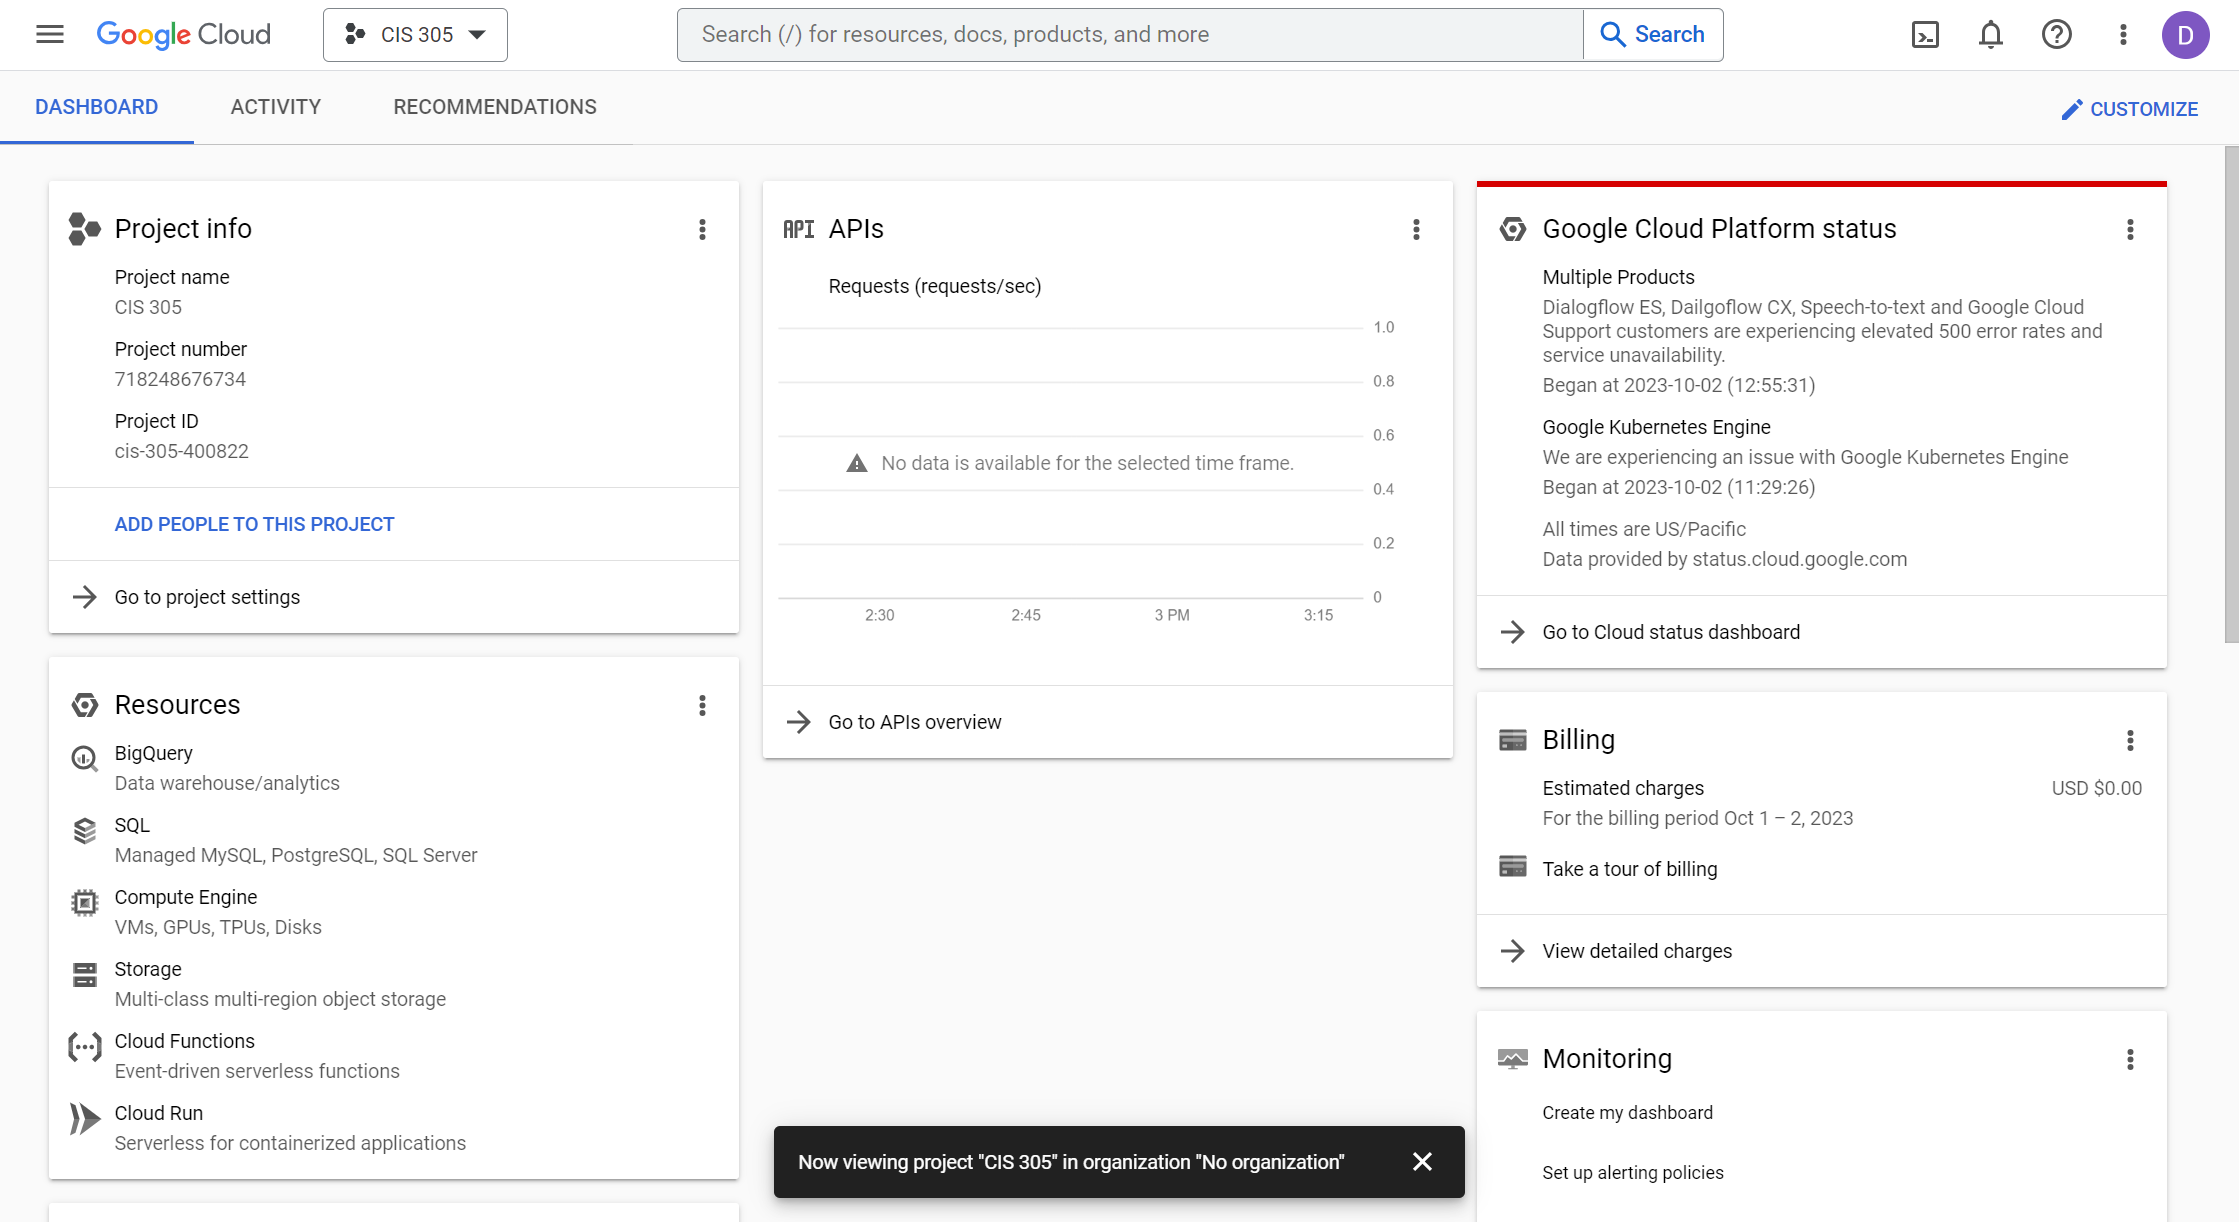 Google Cloud
CIS 305
Search (/) for resources, docs, products, and more
Search
D
DASHBOARD
ACTIVITY
RECOMMENDATIONS
CUSTOMIZE
Project info
Project name
CIS 305
Project number
718248676734
Project ID
cis-305-400822
ADD PEOPLE TO THIS PROJECT
Go to project settings
Resources
BigQuery
Data warehouse/analytics
SQL
Managed MySQL, PostgreSQL, SQL Server
Compute Engine
VMs, GPUs, TPUs, Disks
Storage
Multi-class multi-region object storage
Cloud Functions
Event-driven serverless functions
Cloud Run
Serverless for containerized applications
API APIs
Requests (requests/sec)
1.0
0.8
0.6
No data is available for the selected time frame.
0.4
0.2
0
2:30 2:45 3 PM 3:15
Go to APIs overview
Google Cloud Platform status
Multiple Products
Dialogflow ES, Dailgoflow CX, Speech-to-text and Google Cloud
Support customers are experiencing elevated 500 error rates and
service unavailability.
Began at 2023-10-02 (12:55:31)
Google Kubernetes Engine
We are experiencing an issue with Google Kubernetes Engine
Began at 2023-10-02 (11:29:26)
All times are US/Pacific
Data provided by status.cloud.google.com
Go to Cloud status dashboard
Billing
Estimated charges USD $0.00
For the billing period Oct 1 – 2, 2023
Take a tour of billing
View detailed charges
Monitoring
Create my dashboard
Set up alerting policies
Now viewing project "CIS 305" in organization "No organization"